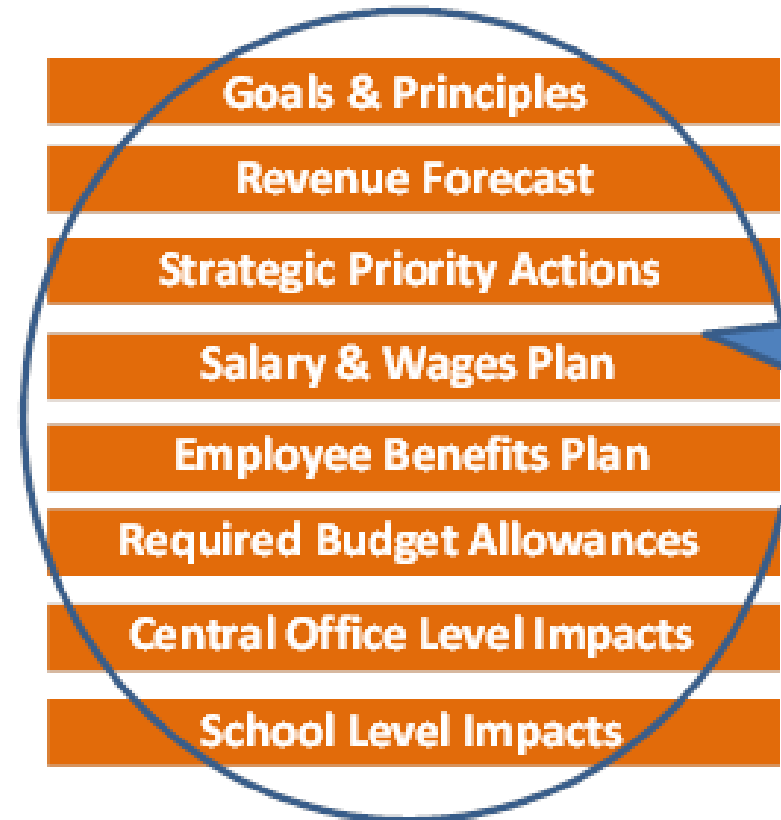 Goals & Principles
Revenue Forecast
Strategic Priority Actions
Salary & Wages Plan
Employee Benefits Plan
Required Budget Allowances
Central Office Level Impacts
School Level Impacts